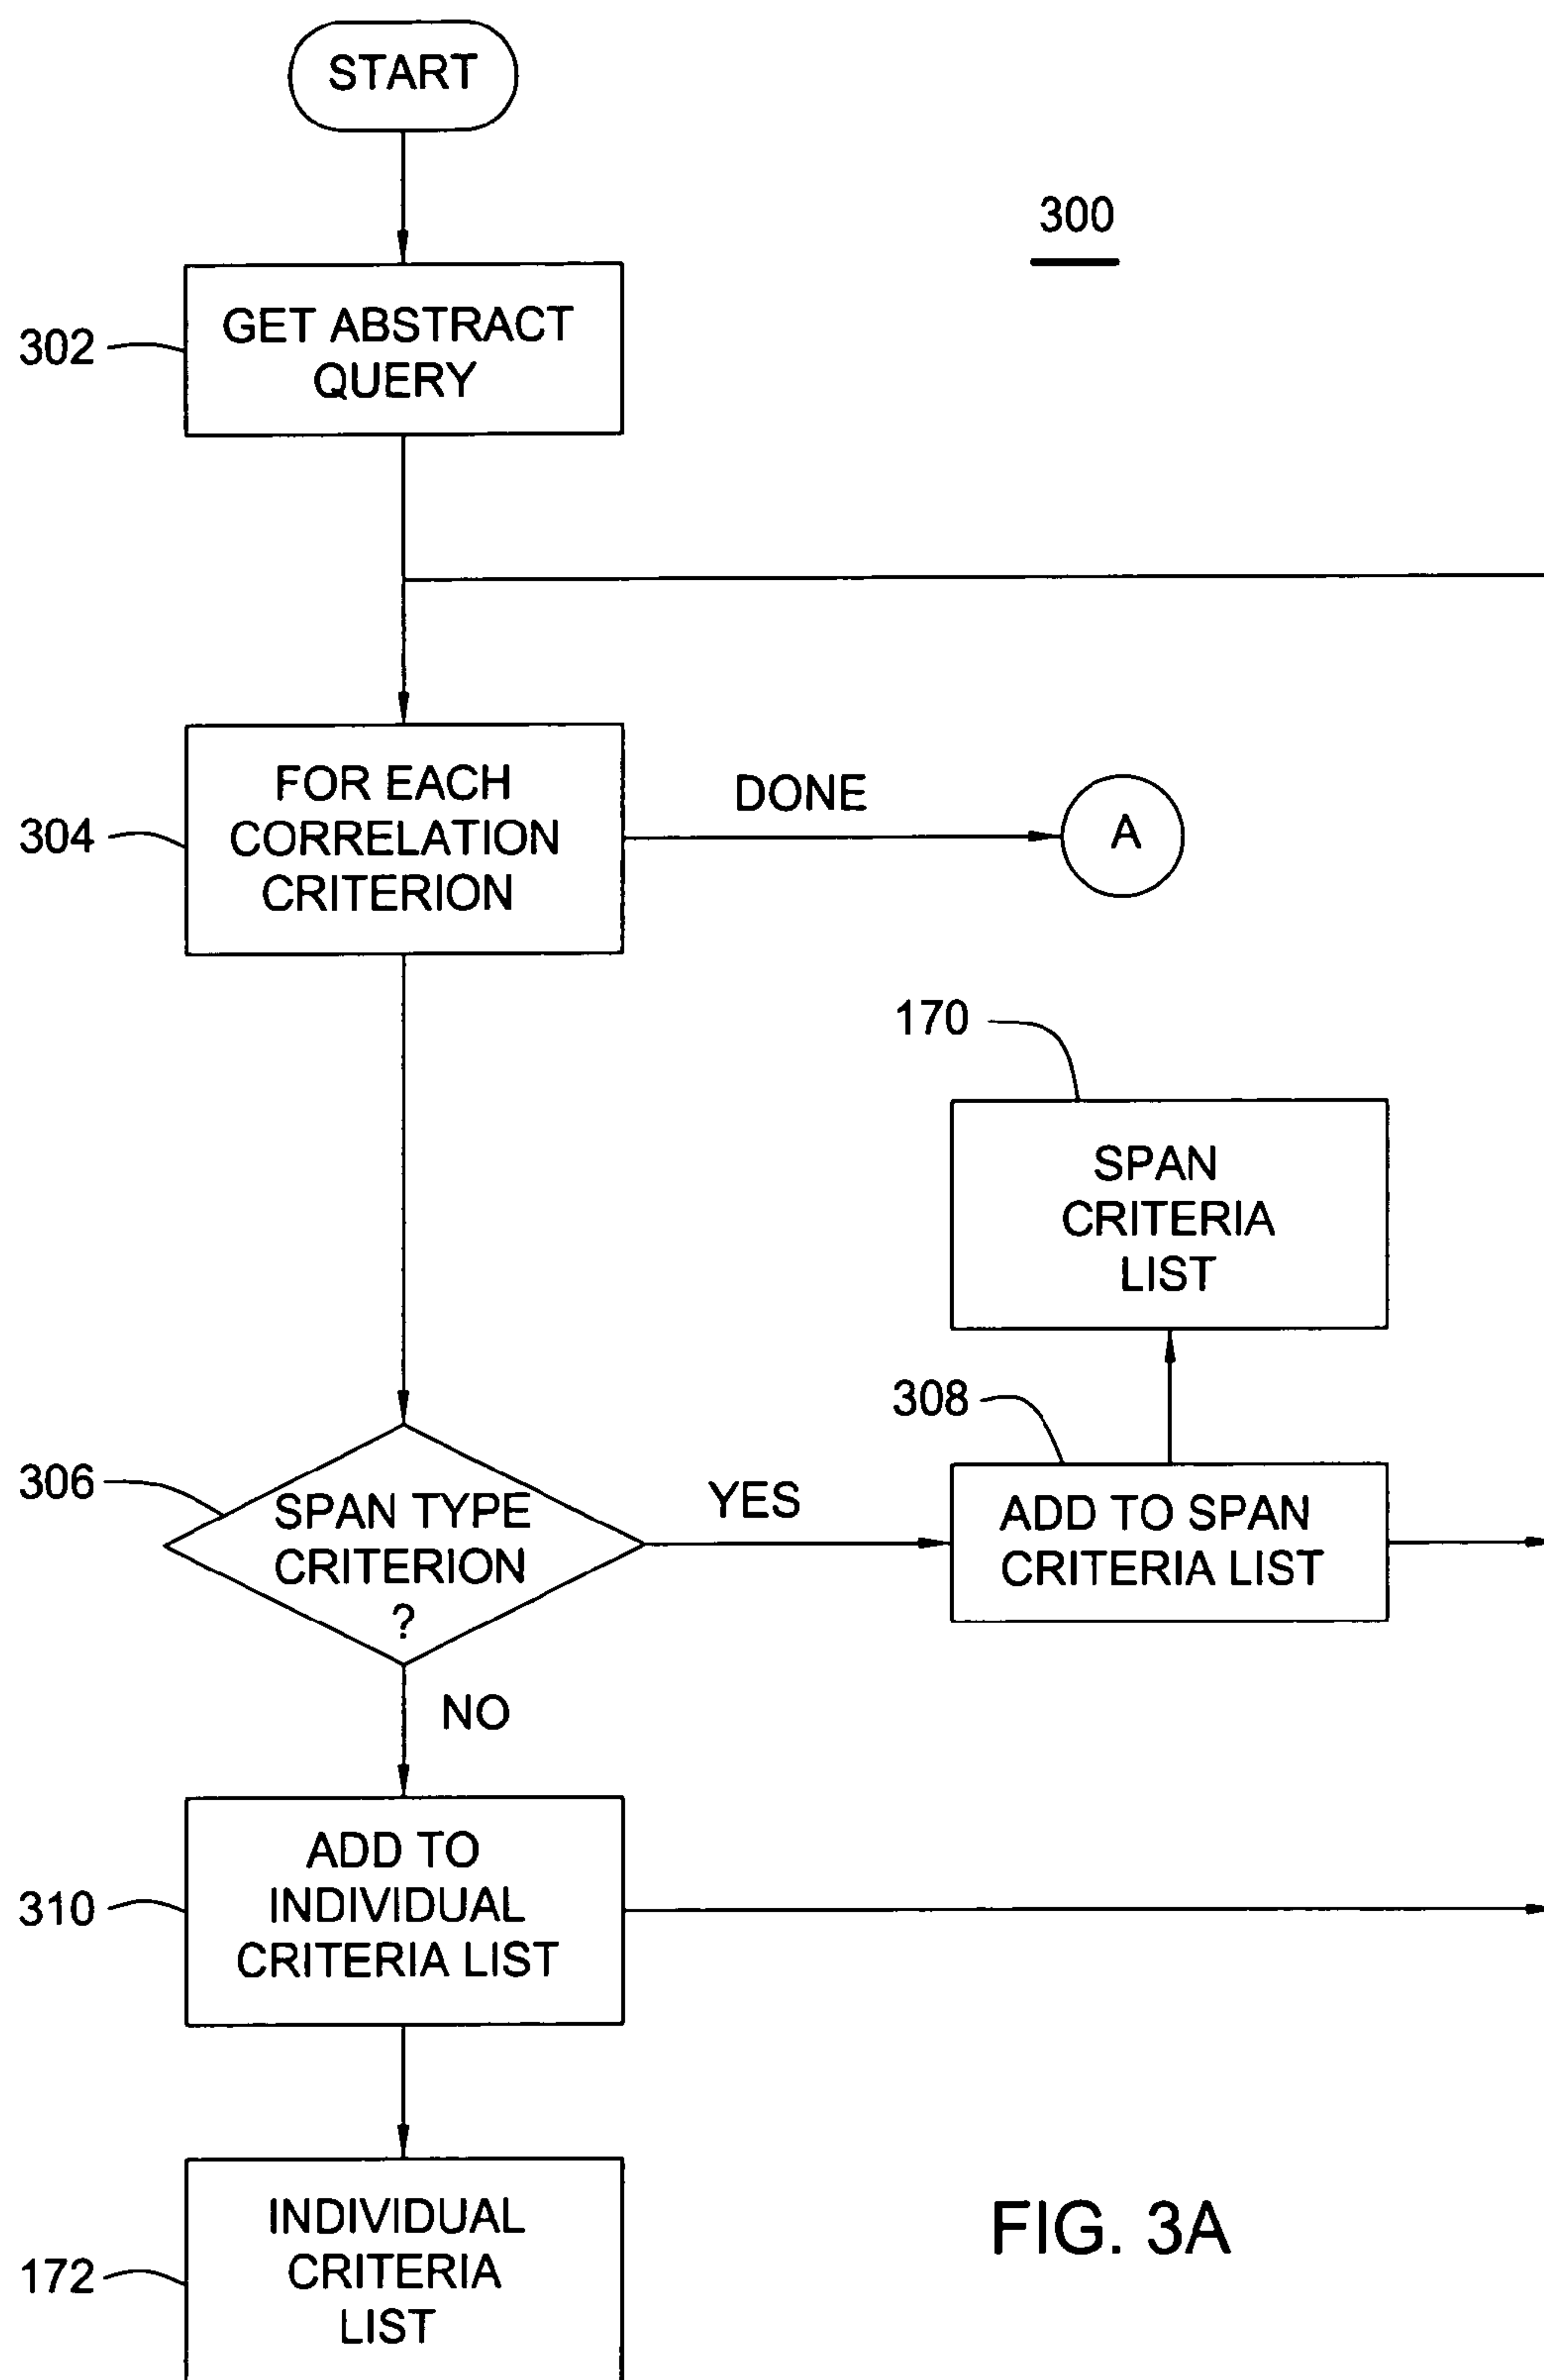 START
300
302
GET ABSTRACT
QUERY
304
FOR EACH
CORRELATION
CRITERION
DONE
A
170
SPAN
CRITERIA
LIST
308
306
SPAN TYPE
CRITERION
?
YES
ADD TO SPAN
CRITERIA LIST
NO
310
ADD TO
INDIVIDUAL
CRITERIA LIST
172
INDIVIDUAL
CRITERIA
LIST
FIG. 3A